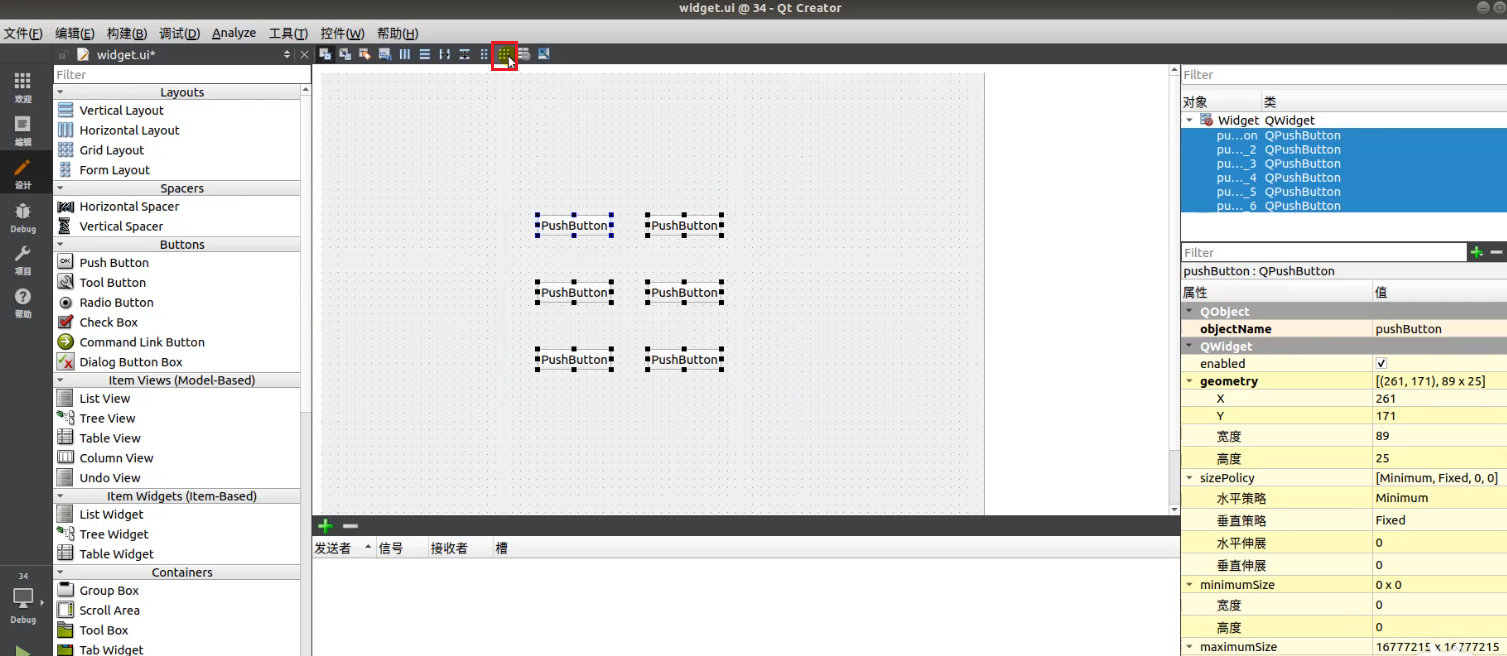 widget.ui @ 34 - Qt Creator
文件(F) 编辑(E) 构建(B) 调试(D) Analyze 工具(T) 控件(W) 帮助(H)
widget.ui*
欢迎
编辑
设计
Debug
项目
帮助
34
Debug
Filter
Layouts
Vertical Layout
Horizontal Layout
Grid Layout
Form Layout
Spacers
Horizontal Spacer
Vertical Spacer
Buttons
OK Push Button
Tool Button
Radio Button
Check Box
Command Link Button
Dialog Button Box
Item Views (Model-Based)
List View
Tree View
Table View
Column View
Undo View
Item Widgets (Item-Based)
List Widget
Tree Widget
Table Widget
Containers
Group Box
Scroll Area
Tool Box
Tab Widget
PushButton PushButton
PushButton PushButton
PushButton PushButton
发送者 信号 接收者 槽
Filter
对象 类
Widget QWidget
pu...on QPushButton
pu..._2 QPushButton
pu..._3 QPushButton
pu..._4 QPushButton
pu..._5 QPushButton
pu..._6 QPushButton
Filter
pushButton : QPushButton
属性 值
QObject
objectName pushButton
QWidget
enabled
geometry [(261, 171), 89 x 25]
X 261
Y 171
宽度 89
高度 25
sizePolicy [Minimum, Fixed, 0, 0]
水平策略 Minimum
垂直策略 Fixed
水平伸展 0
垂直伸展 0
minimumSize 0 x 0
宽度 0
高度 0
maximumSize 16777215 x 16777215